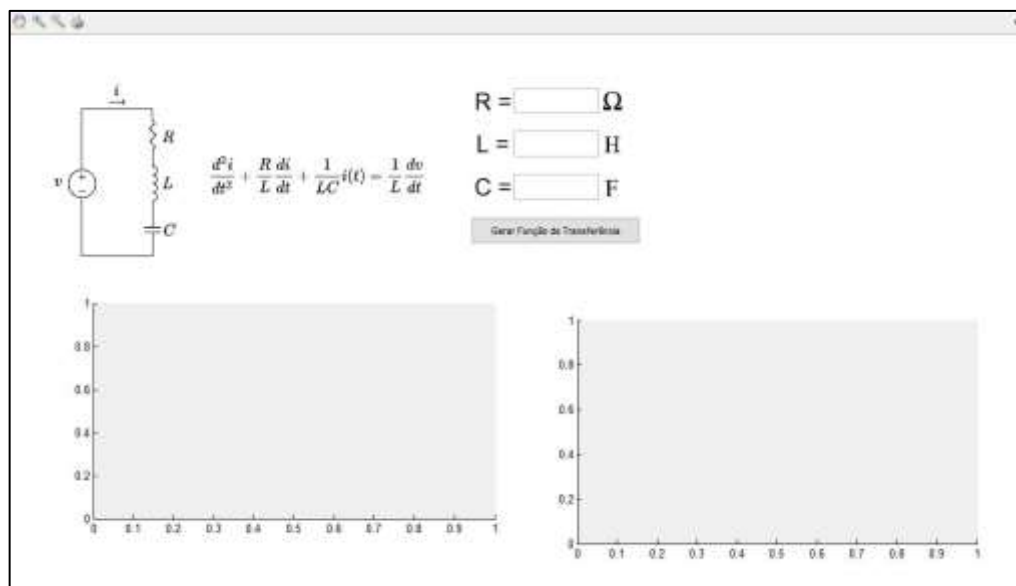 i
R
v
L
C
d²i/dt² + R/L di/dt + 1/LC i(t) = 1/L dv/dt
R = Ω
L = H
C = F
Gerar Função de Transferência
1
0.8
0.6
0.4
0.2
0
0 0.1 0.2 0.3 0.4 0.5 0.6 0.7 0.8 0.9 1
1
0.8
0.6
0.4
0.2
0
0 0.1 0.2 0.3 0.4 0.5 0.6 0.7 0.8 0.9 1